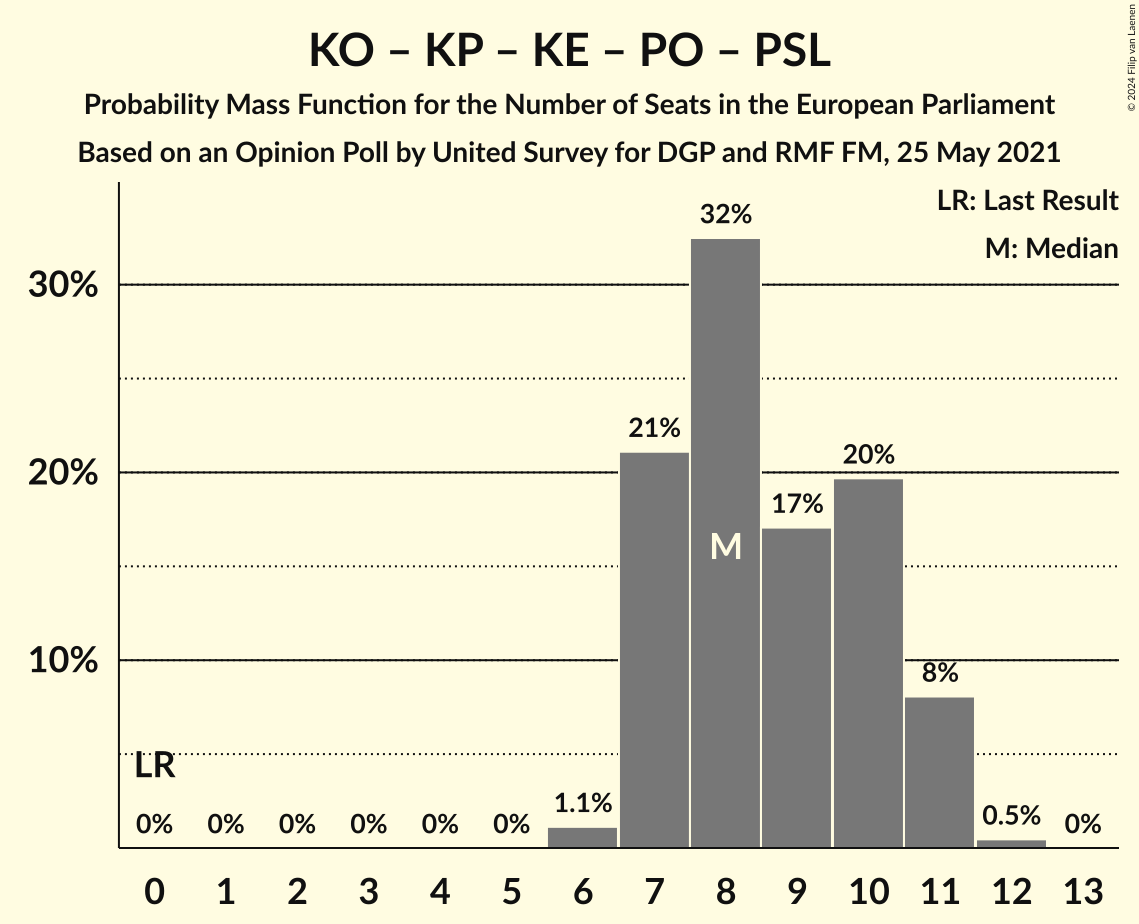 KO – KP – KE – PO – PSL
Probability Mass Function for the Number of Seats in the European Parliament
Based on an Opinion Poll by United Survey for DGP and RMF FM, 25 May 2021
© 2024 Filip van Laenen
LR: Last Result
M: Median
30%
20%
10%
32%
21%
20%
17%
M
8%
LR
0%
0%
0%
0%
0%
0%
1.1%
0.5%
0%
0 1 2 3 4 5 6 7 8 9 10 11 12 13